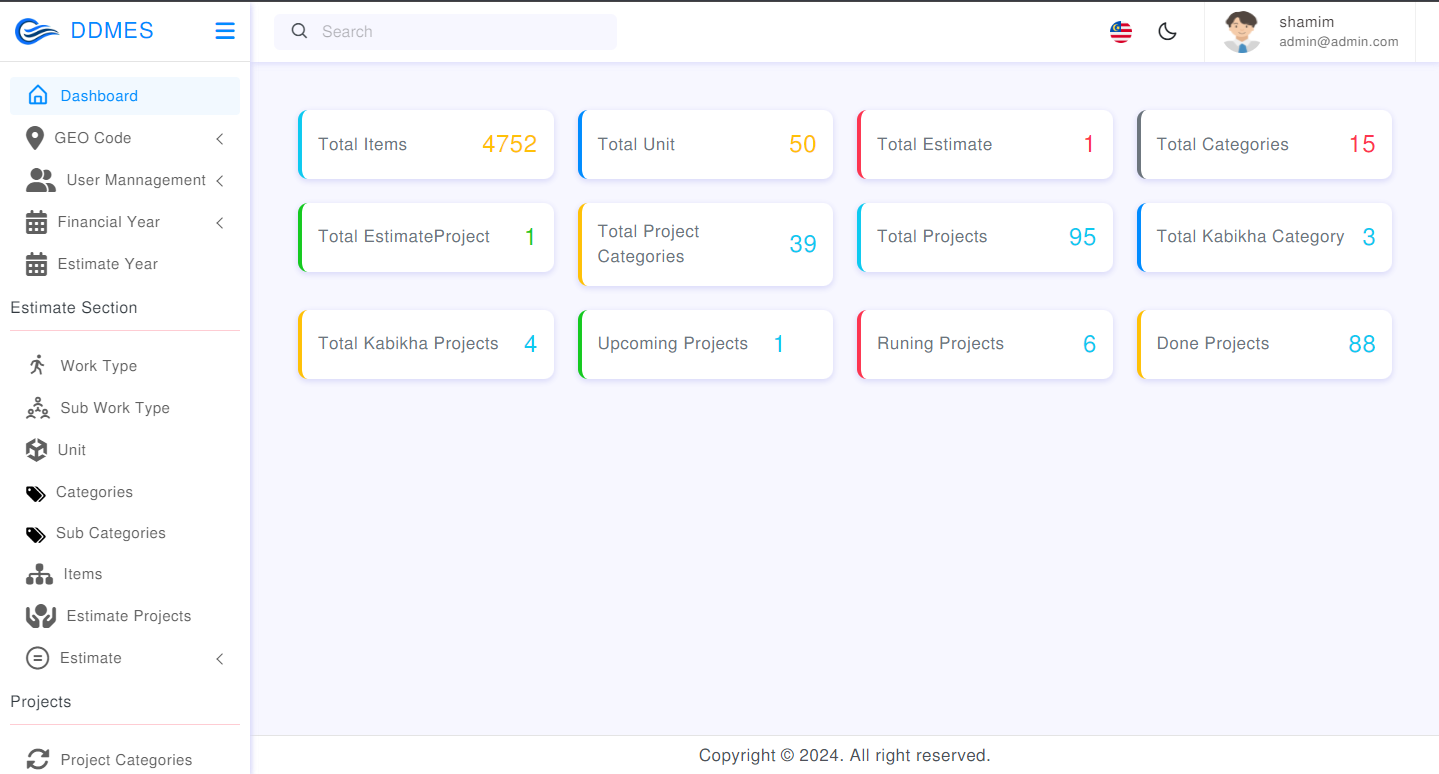 DDMES
Search
shamim
admin@admin.com
Dashboard
GEO Code
User Mannagement
Financial Year
Estimate Year
Estimate Section
Work Type
Sub Work Type
Unit
Categories
Sub Categories
Items
Estimate Projects
Estimate
Projects
Project Categories
Total Items 4752
Total Unit 50
Total Estimate 1
Total Categories 15
Total EstimateProject 1
Total Project
Categories 39
Total Projects 95
Total Kabikha Category 3
Total Kabikha Projects 4
Upcoming Projects 1
Runing Projects 6
Done Projects 88
Copyright © 2024. All right reserved.